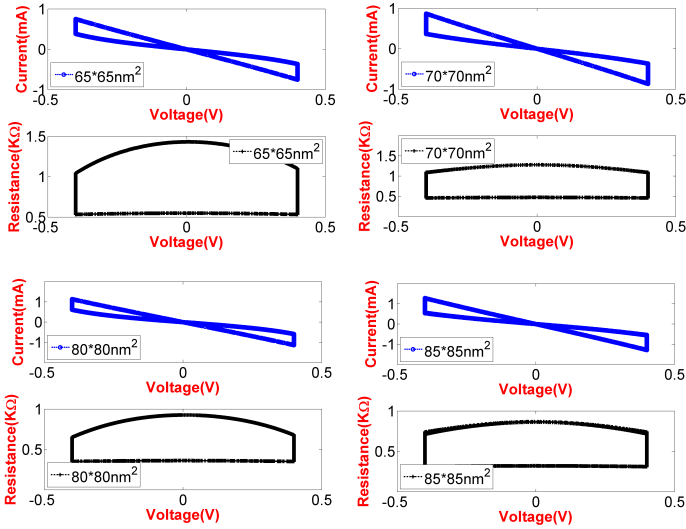 Current(mA)
1
0
-1
-0.5
0
0.5
65*65nm²
Voltage(V)
Current(mA)
1
0
-1
-0.5
0
0.5
70*70nm²
Voltage(V)
Resistance(KΩ)
1.5
1
0.5
-0.5
0
0.5
65*65nm²
Voltage(V)
Resistance(KΩ)
1.5
1
0.5
0
-0.5
0
0.5
70*70nm²
Voltage(V)
Current(mA)
1
0
-1
-0.5
0
0.5
80*80nm²
Voltage(V)
Current(mA)
1
0
-1
-0.5
0
0.5
85*85nm²
Voltage(V)
Resistance(KΩ)
1
0.5
-0.5
0
0.5
80*80nm²
Voltage(V)
Resistance(KΩ)
1
0.5
-0.5
0
0.5
85*85nm²
Voltage(V)